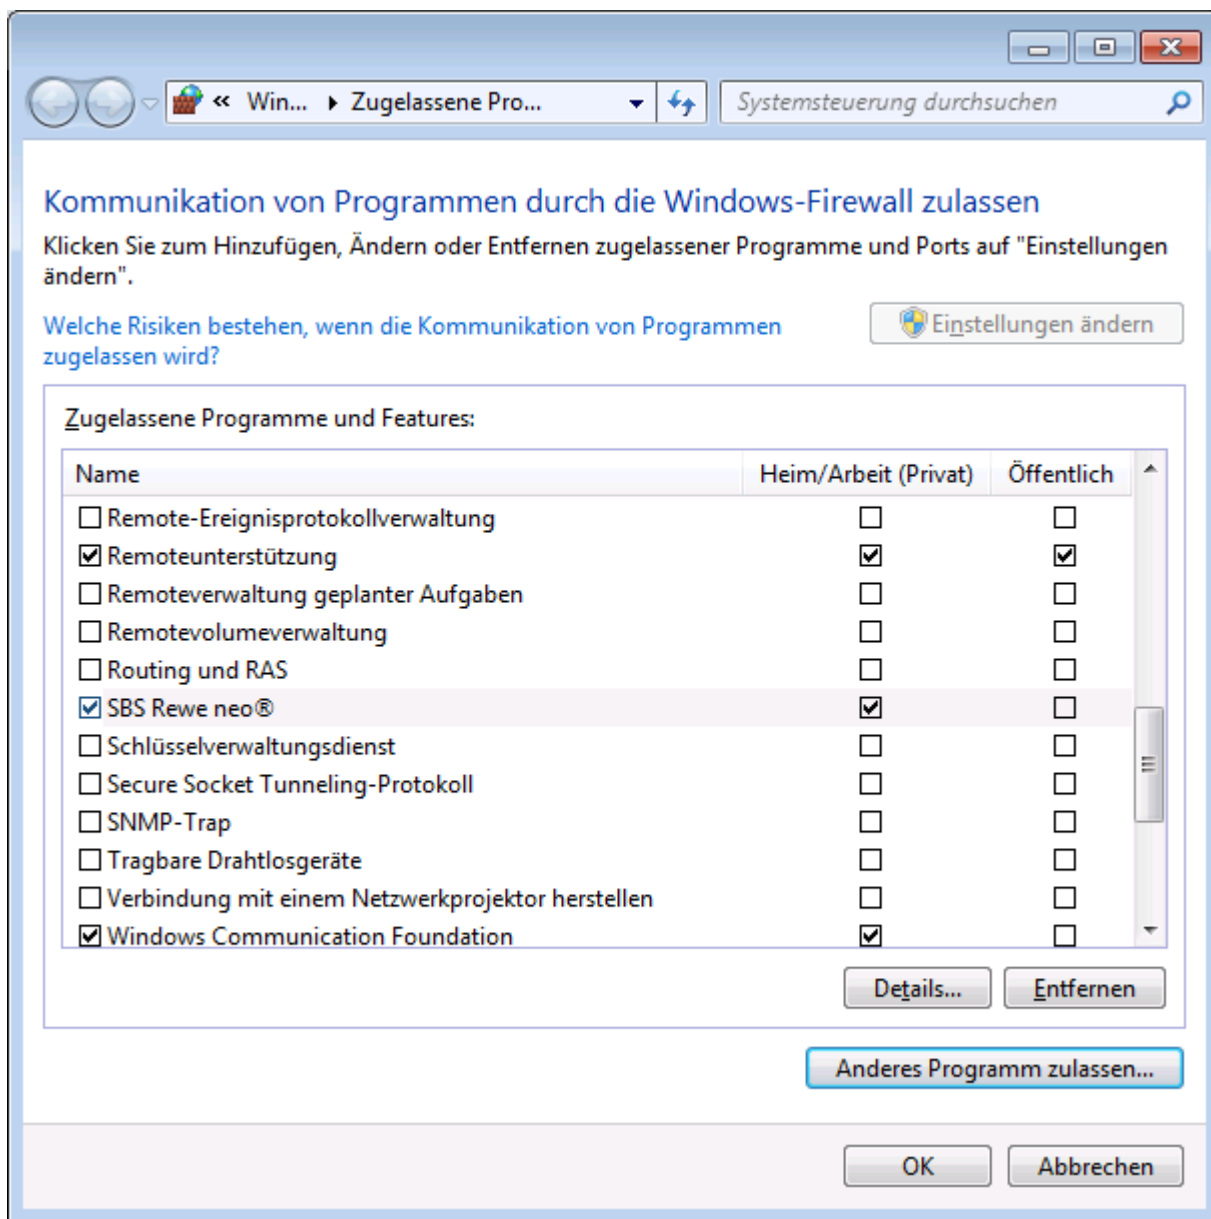 « Win... Zugelassene Pro...
Systemsteuerung durchsuchen
Kommunikation von Programmen durch die Windows-Firewall zulassen
Klicken Sie zum Hinzufügen, Ändern oder Entfernen zugelassener Programme und Ports auf "Einstellungen
ändern".
Welche Risiken bestehen, wenn die Kommunikation von Programmen
zugelassen wird?
Einstellungen ändern
Zugelassene Programme und Features:
Name Heim/Arbeit (Privat) Öffentlich
Remote-Ereignisprotokollverwaltung
Remoteunterstützung
Remoteverwaltung geplanter Aufgaben
Remotevolumeverwaltung
Routing und RAS
SBS Rewe neo®
Schlüsselverwaltungsdienst
Secure Socket Tunneling-Protokoll
SNMP-Trap
Tragbare Drahtlosgeräte
Verbindung mit einem Netzwerkprojektor herstellen
Windows Communication Foundation
Details... Entfernen
Anderes Programm zulassen...
OK Abbrechen